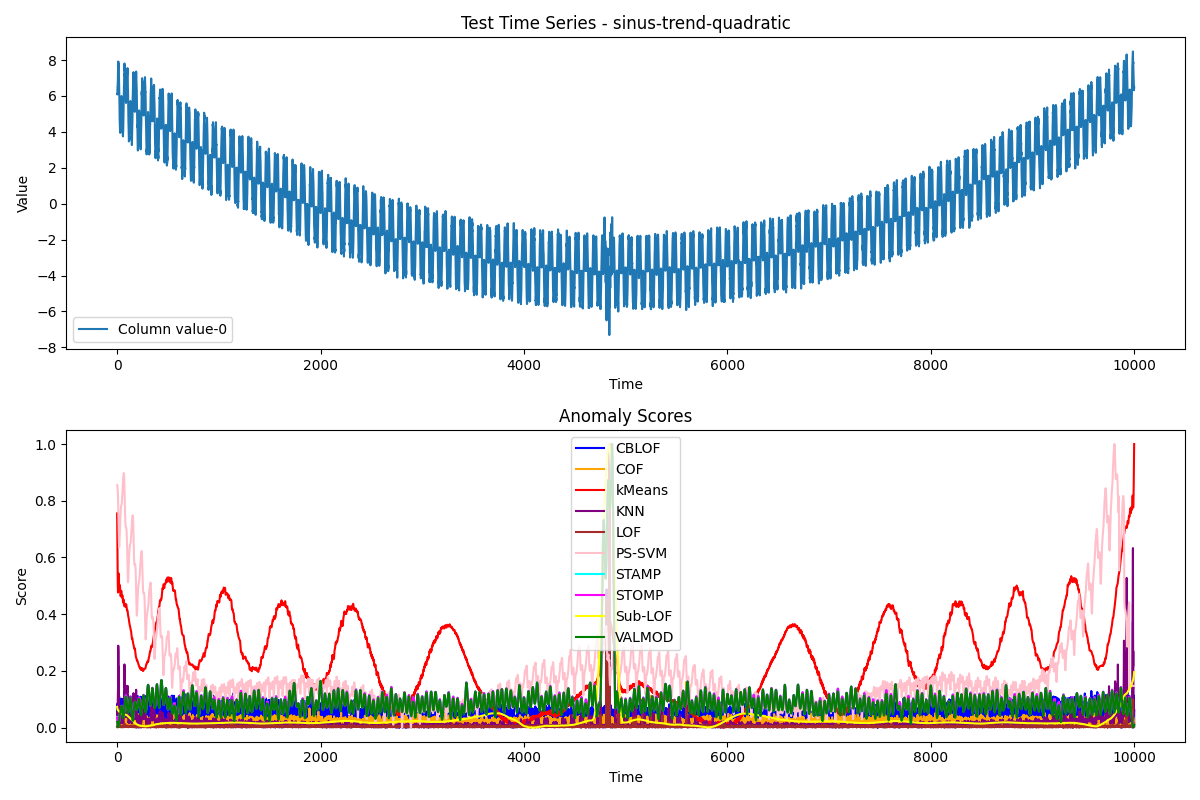 Test Time Series - sinus-trend-quadratic
Value
8
6
4
2
0
−2
−4
−6
−8
Column value-0
0
2000
4000
6000
8000
10000
Time
Anomaly Scores
Score
1.0
0.8
0.6
0.4
0.2
0.0
CBLOF
COF
kMeans
KNN
LOF
PS-SVM
STAMP
STOMP
Sub-LOF
VALMOD
0
2000
4000
6000
8000
10000
Time